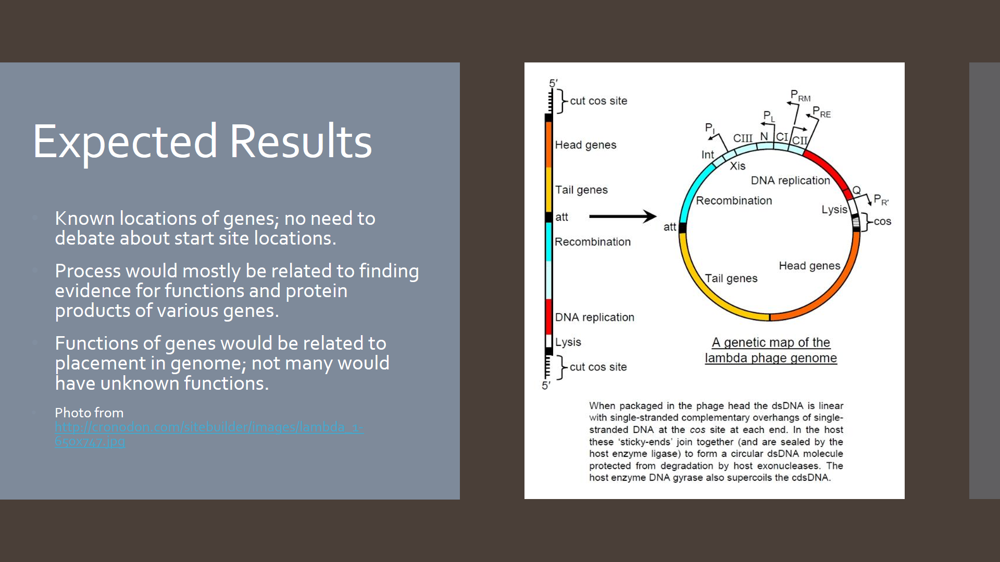 Expected Results
Known locations of genes; no need to
debate about start site locations.
Process would mostly be related to finding
evidence for functions and protein
products of various genes.
Functions of genes would be related to
placement in genome; not many would
have unknown functions.
Photo from
http://cronodon.com/sitebuilder/images/lambda_1-
650x747.jpg
5′
cut cos site
Head genes
Tail genes
att
Recombination
DNA replication
Lysis
cut cos site
5′
PRM
PRE
PL
PI
CIII
N
CI
CII
Int
Xis
DNA replication
Q
PR′
Recombination
Lysis
cos
att
Head genes
Tail genes
A genetic map of the
lambda phage genome
When packaged in the phage head the dsDNA is linear
with single-stranded complementary overhangs of single-
stranded DNA at the cos site at each end. In the host
these ‘sticky-ends’ join together (and are sealed by the
host enzyme ligase) to form a circular dsDNA molecule
protected from degradation by host exonucleases. The
host enzyme DNA gyrase also supercoils the cdsDNA.